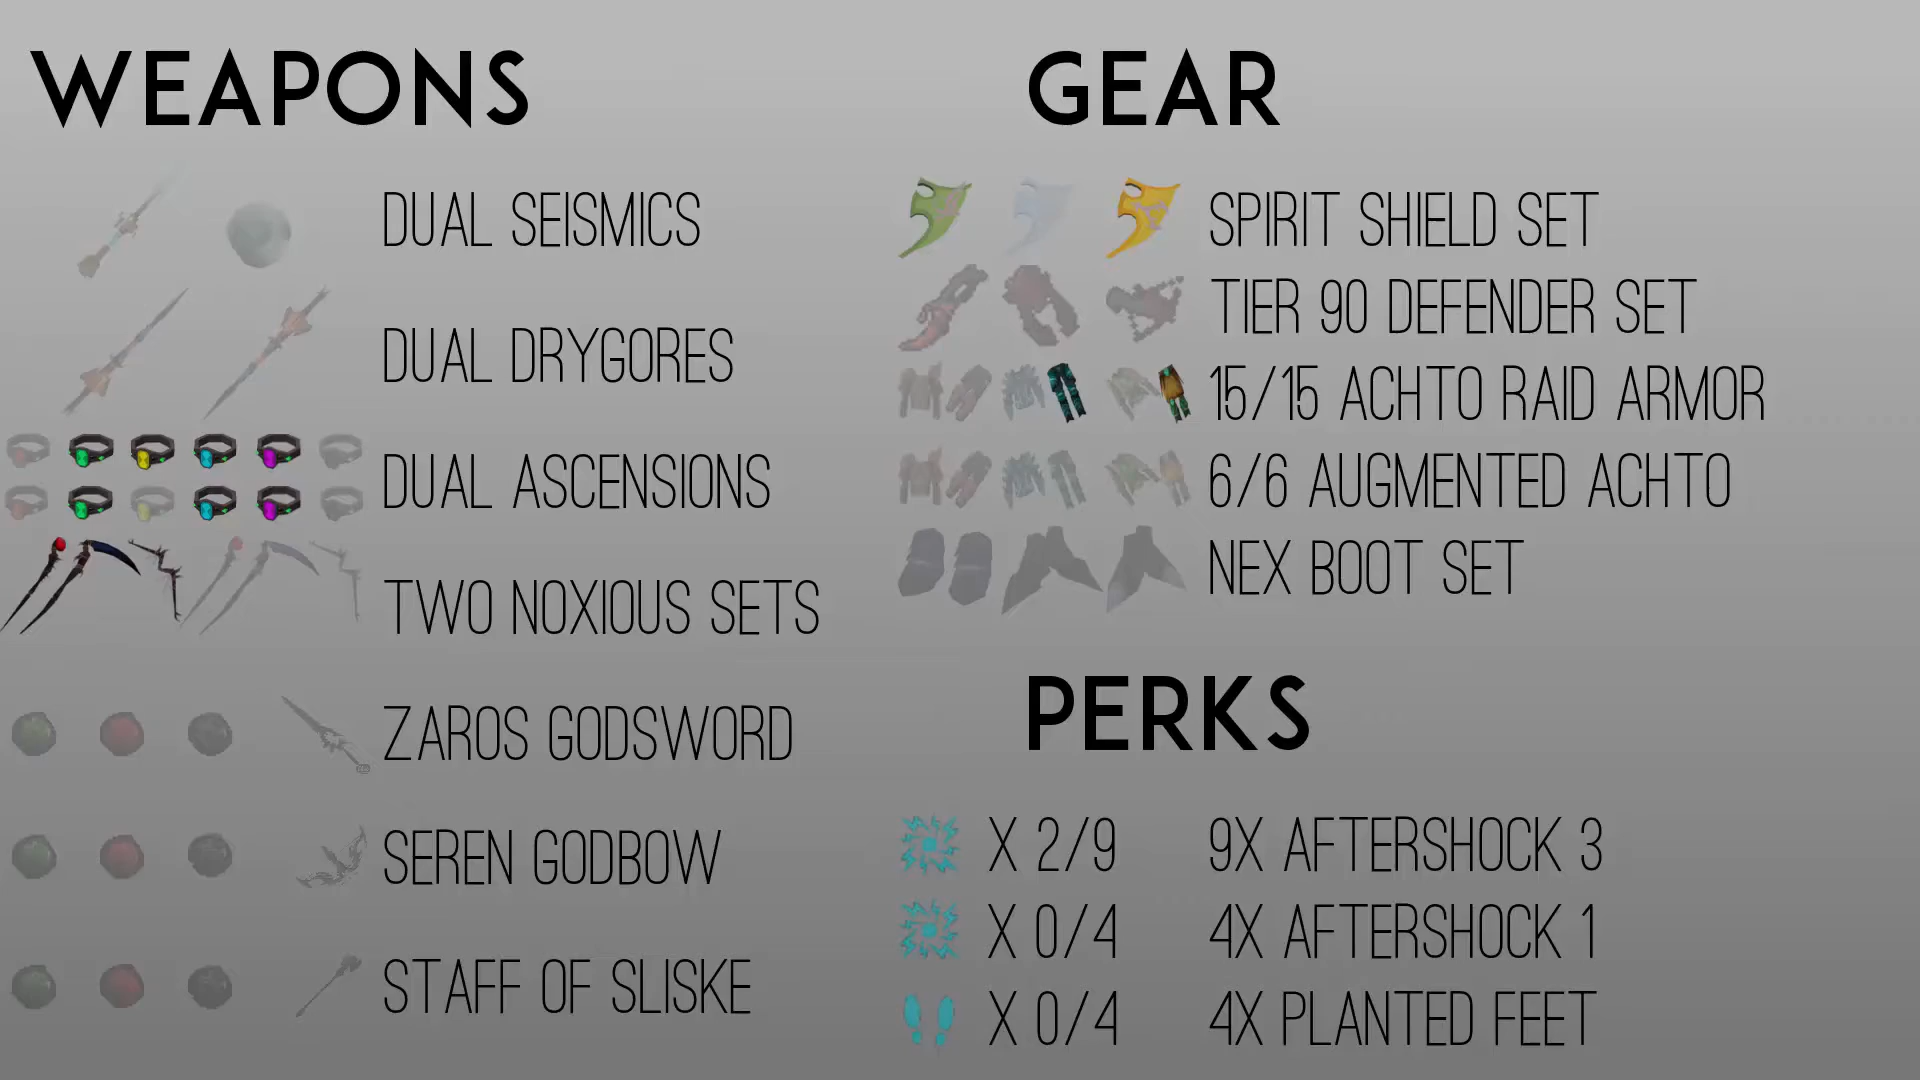 WEAPONS
DUAL SEISMICS
DUAL DRYGORES
DUAL ASCENSIONS
TWO NOXIOUS SETS
ZAROS GODSWORD
SEREN GODBOW
STAFF OF SLISKE
GEAR
SPIRIT SHIELD SET
TIER 90 DEFENDER SET
15/15 ACHTO RAID ARMOR
6/6 AUGMENTED ACHTO
NEX BOOT SET
PERKS
X 2/9 9X AFTERSHOCK 3
X 0/4 4X AFTERSHOCK 1
X 0/4 4X PLANTED FEET